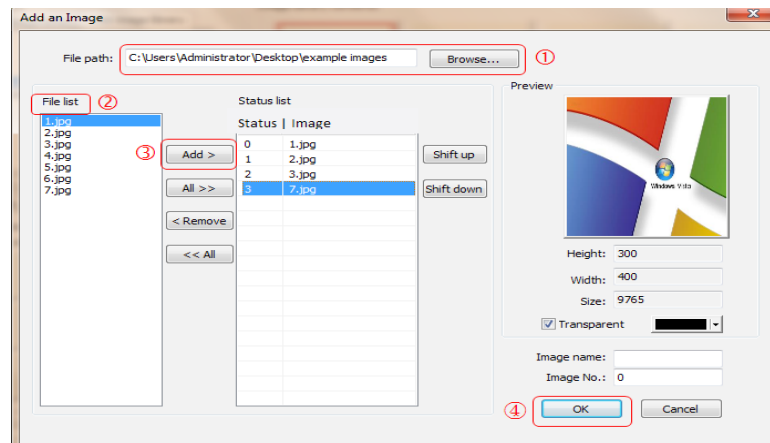 Add an Image
File path: C:\Users\Administrator\Desktop\example images Browse... ①
File list ②
1.jpg
2.jpg
3.jpg
4.jpg
5.jpg
6.jpg
7.jpg
③ Add >
All >>
< Remove
<< All
Status list
Status | Image
0 1.jpg
1 2.jpg
2 3.jpg
3 7.jpg
Shift up
Shift down
Preview
Windows Vista
Height: 300
Width: 400
Size: 9765
Transparent
Image name:
Image No.: 0
④ OK Cancel